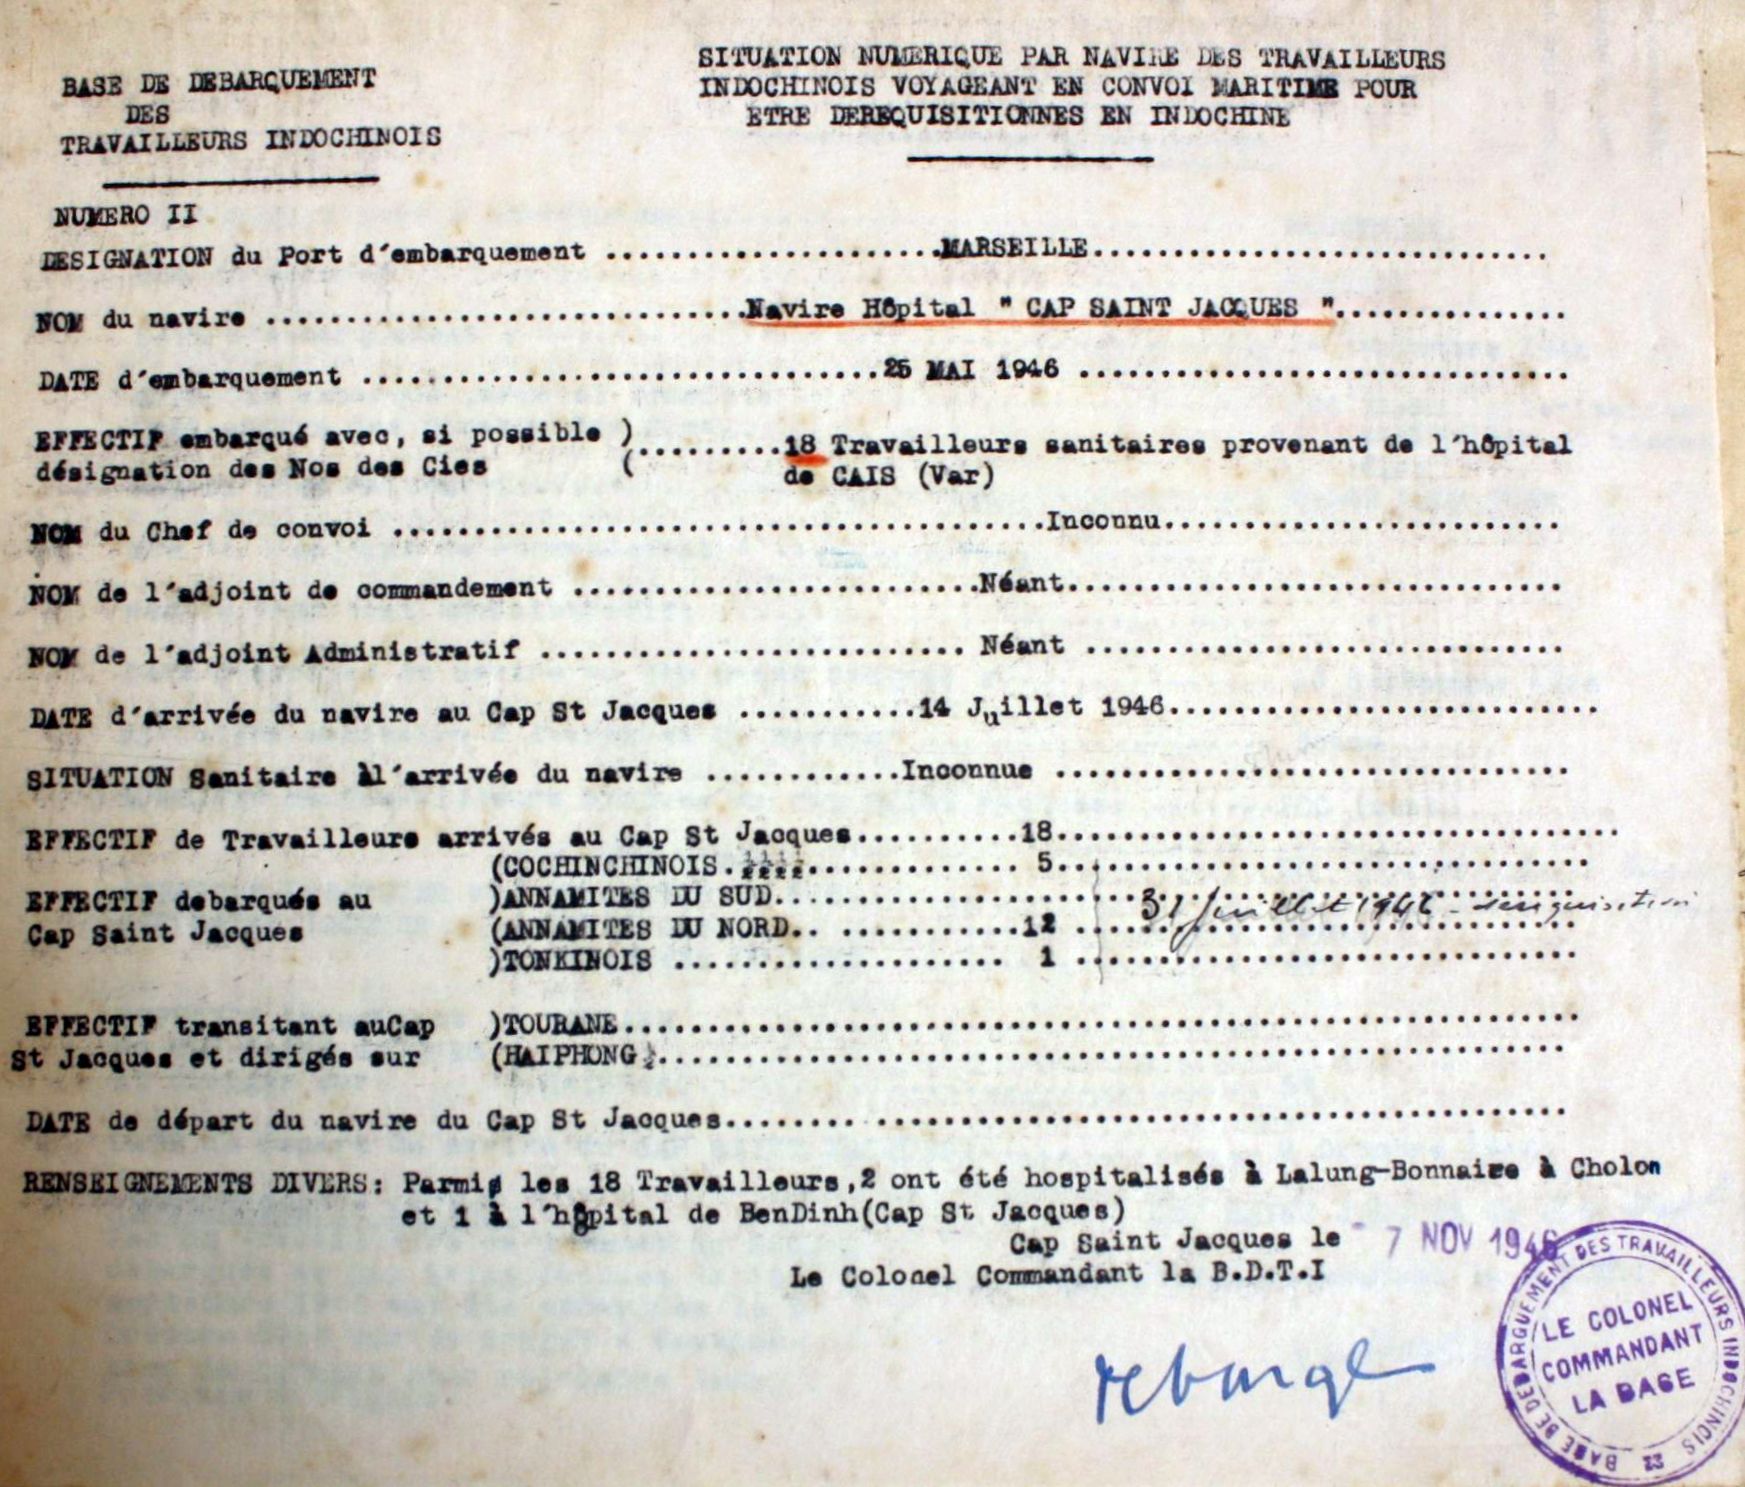 BASE DE DEBARQUEMENT
DES
TRAVAILLEURS INDOCHINOIS
SITUATION NUMERIQUE PAR NAVIRE DES TRAVAILLEURS
INDOCHINOIS VOYAGEANT EN CONVOI MARITIME POUR
ETRE DEREQUISITIONNES EN INDOCHINE
NUMERO II
DESIGNATION du Port d'embarquement .....................MARSEILLE.............................
NOM du navire ..............................Navire Hôpital " CAP SAINT JACQUES "...............
DATE d'embarquement ................................25 MAI 1946 ...............................
EFFECTIF embarqué avec, si possible ).........18 Travailleurs sanitaires provenant de l'hôpital
désignation des Nos des Cies ( de CAIS (Var)
NOM du Chef de convoi ........................................Inconnu.........................
NOM de l'adjoint de commandement .........................Néant...............................
NOM de l'adjoint Administratif .......................... Néant ..............................
DATE d'arrivée du navire au Cap St Jacques ...........14 Juillet 1946...........................
SITUATION Sanitaire àl'arrivée du navire ............Inconnue ................................
EFFECTIF de Travailleurs arrivés au Cap St Jacques..........18...................................
(COCHINCHINOIS................... 5.................................
EFFECTIF debarqués au )ANNAMITES DU SUD..................................................
31 juillet 1946
Cap Saint Jacques (ANNAMITES DU NORD.. ...........12 ...............................
)TONKINOIS ..................... 1 ...............................
EFFECTIF transitant auCap )TOURANE...........................................................
St Jacques et dirigés sur (HAIPHONG.........................................................
DATE de départ du navire du Cap St Jacques........ ...........................................
RENSEIGNEMENTS DIVERS: Parmis les 18 Travailleurs,2 ont été hospitalisés à Lalung-Bonnaire à Cholon
et 1 à l'hôpital de BenDinh(Cap St Jacques)
Cap Saint Jacques le - 7 NOV 1946
Le Colonel Commandant la B.D.T.I
BASE DE DEBARQUEMENT DES TRAVAILLEURS INDOCHINOIS
LE COLONEL
COMMANDANT
LA BASE